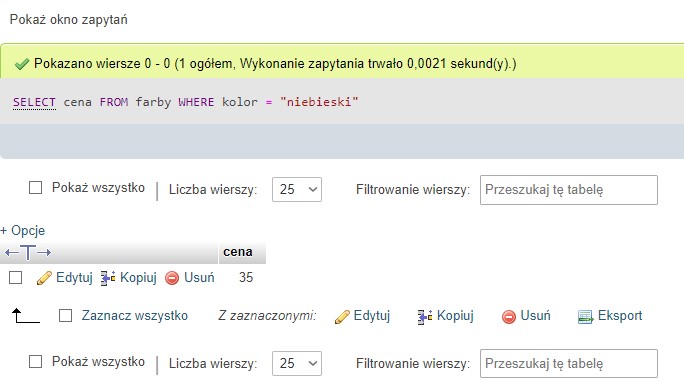 Pokaż okno zapytań
Pokazano wiersze 0 - 0 (1 ogółem, Wykonanie zapytania trwało 0,0021 sekund(y).)
SELECT cena FROM farby WHERE kolor = "niebieski"
Pokaż wszystko | Liczba wierszy: 25 Filtrowanie wierszy: Przeszukaj tę tabelę
+ Opcje
←T→ cena
Edytuj Kopiuj Usuń 35
Zaznacz wszystko Z zaznaczonymi: Edytuj Kopiuj Usuń Eksport
Pokaż wszystko | Liczba wierszy: 25 Filtrowanie wierszy: Przeszukaj tę tabelę